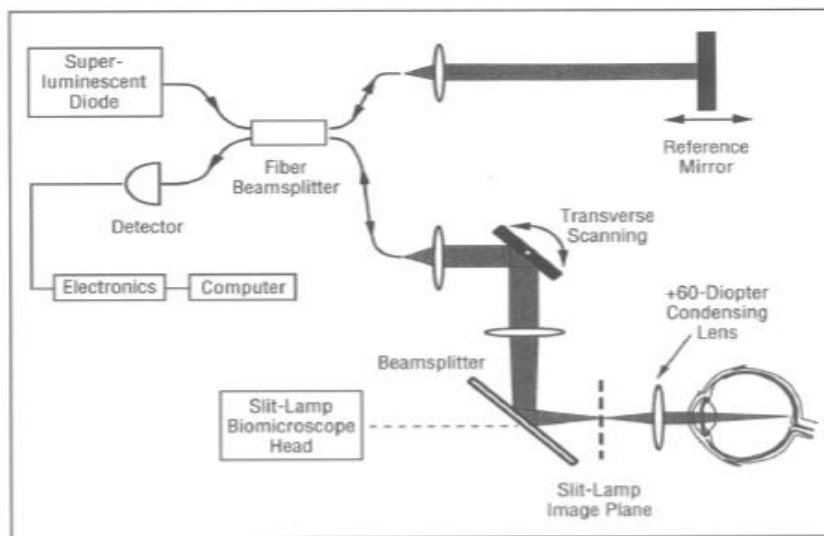 Super-
luminescent
Diode
Fiber
Beamsplitter
Reference
Mirror
Detector
Transverse
Scanning
Electronics
Computer
+60-Diopter
Condensing
Lens
Beamsplitter
Slit-Lamp
Biomicroscope
Head
Slit-Lamp
Image Plane